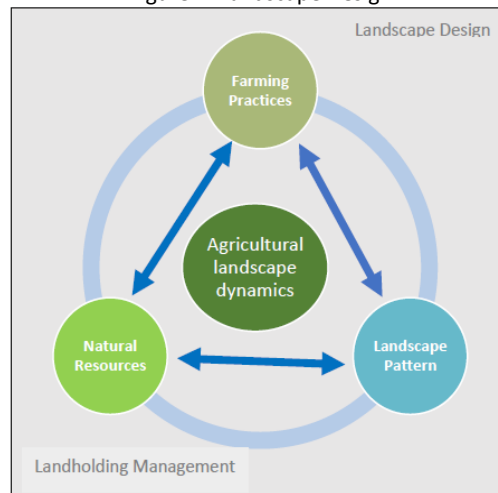 Landscape Design
Farming
Practices
Agricultural
landscape
dynamics
Natural
Resources
Landscape
Pattern
Landholding Management